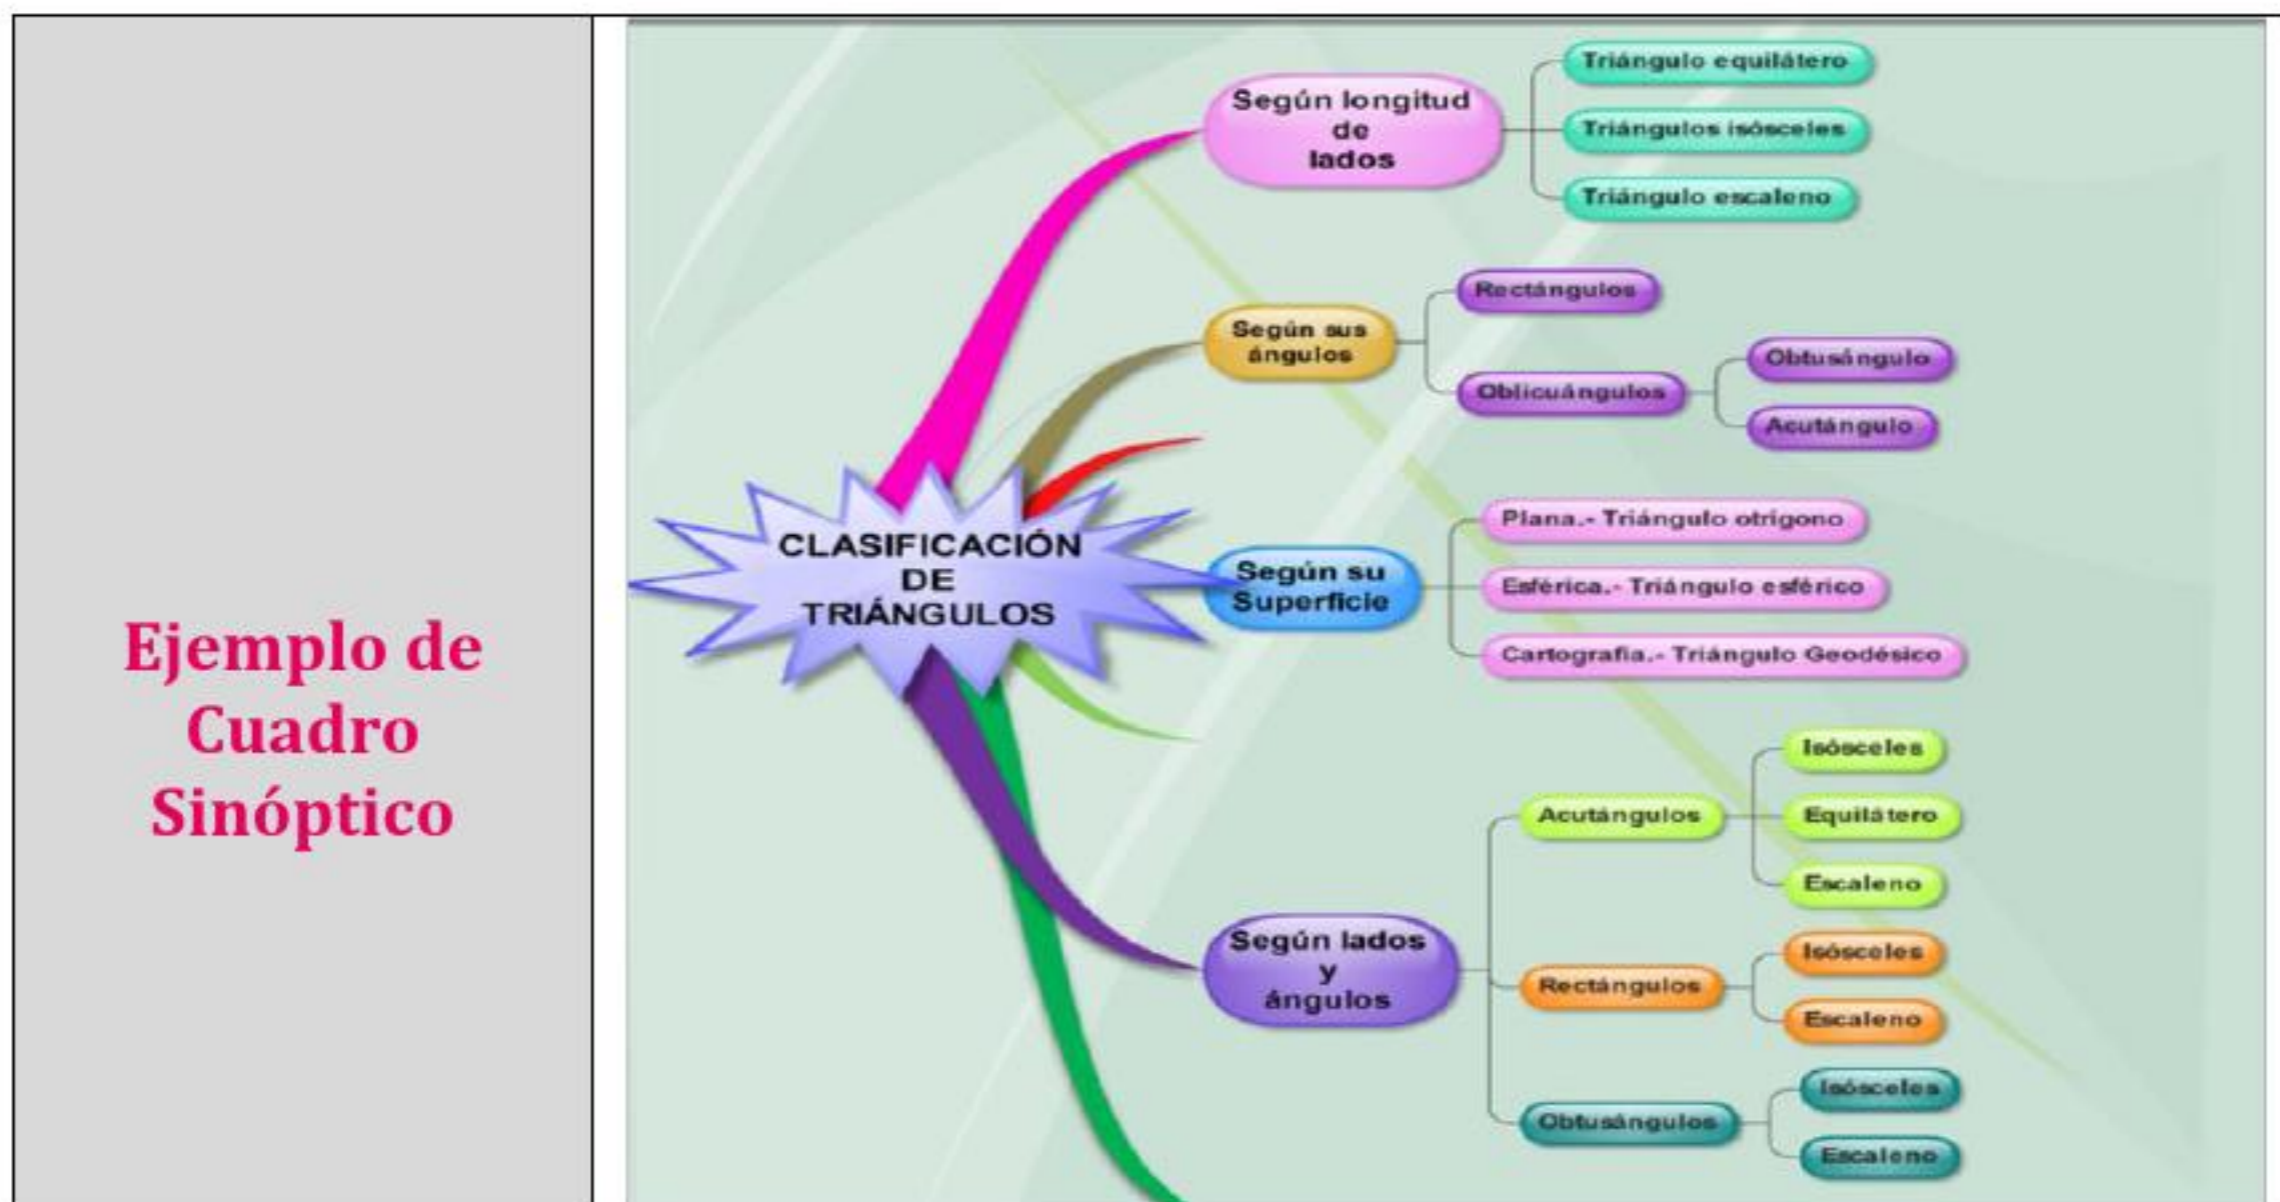 Ejemplo de
Cuadro
Sinóptico
CLASIFICACIÓN
DE
TRIÁNGULOS
Según longitud
de
lados
Triángulo equilátero
Triángulos isósceles
Triángulo escaleno
Según sus
ángulos
Rectángulos
Oblicuángulos
Obtusángulo
Acutángulo
Según su
Superficie
Plana.- Triángulo otrigono
Esférica.- Triángulo esférico
Cartografia.- Triángulo Geodésico
Según lados
y
ángulos
Acutángulos
Isósceles
Equilátero
Escaleno
Rectángulos
Isósceles
Escaleno
Obtusángulos
Isósceles
Escaleno